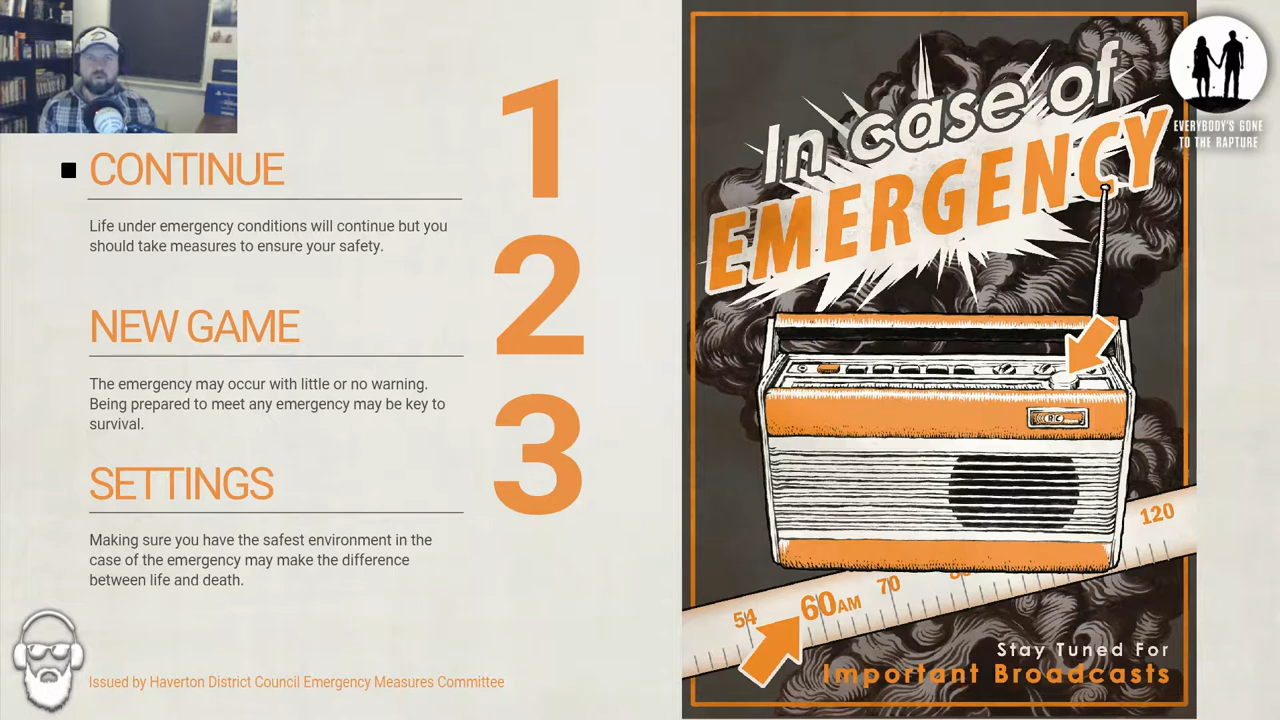 CONTINUE
1
Life under emergency conditions will continue but you
should take measures to ensure your safety.
NEW GAME
2
The emergency may occur with little or no warning.
Being prepared to meet any emergency may be key to
survival.
SETTINGS
3
Making sure you have the safest environment in the
case of the emergency may make the difference
between life and death.
Issued by Haverton District Council Emergency Measures Committee
In case of
EMERGENCY
54 60AM 70 120
Stay Tuned For
Important Broadcasts
EVERYBODY'S GONE
TO THE RAPTURE